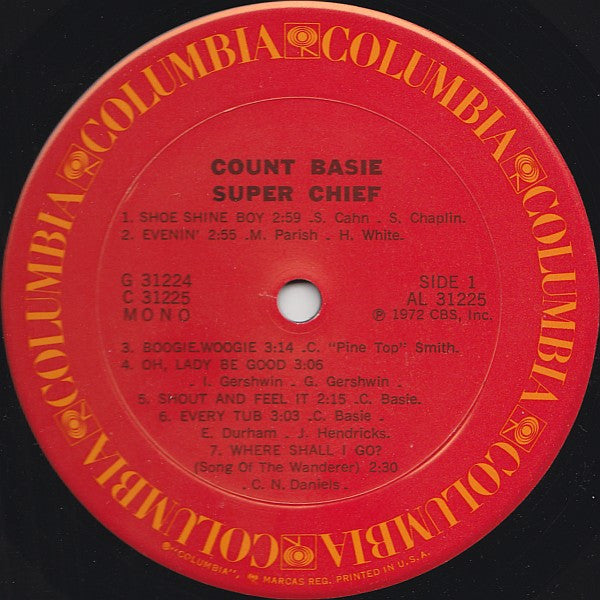 COLUMBIA COLUMBIA COLUMBIA COLUMBIA COLUMBIA COLUMBIA
COUNT BASIE
SUPER CHIEF
1. SHOE SHINE BOY 2:59 .S. Cahn . S. Chaplin.
2. EVENIN' 2:55 .M. Parish . H. White.
G 31224
C 31225
MONO
SIDE 1
AL 31225
Ⓟ 1972 CBS, Inc.
3. BOOGIE.WOOGIE 3:14 .C. "Pine Top" Smith.
4. OH, LADY BE GOOD 3:06
. I. Gershwin . G. Gershwin .
5. SHOUT AND FEEL IT 2:15 .C. Basie.
6. EVERY TUB 3:03 .C. Basie .
E. Durham . J. Hendricks.
7. WHERE SHALL I GO?
(Song Of The Wanderer) 2:30
. C. N. Daniels .
® "COLUMBIA", MARCAS REG. PRINTED IN U.S.A.